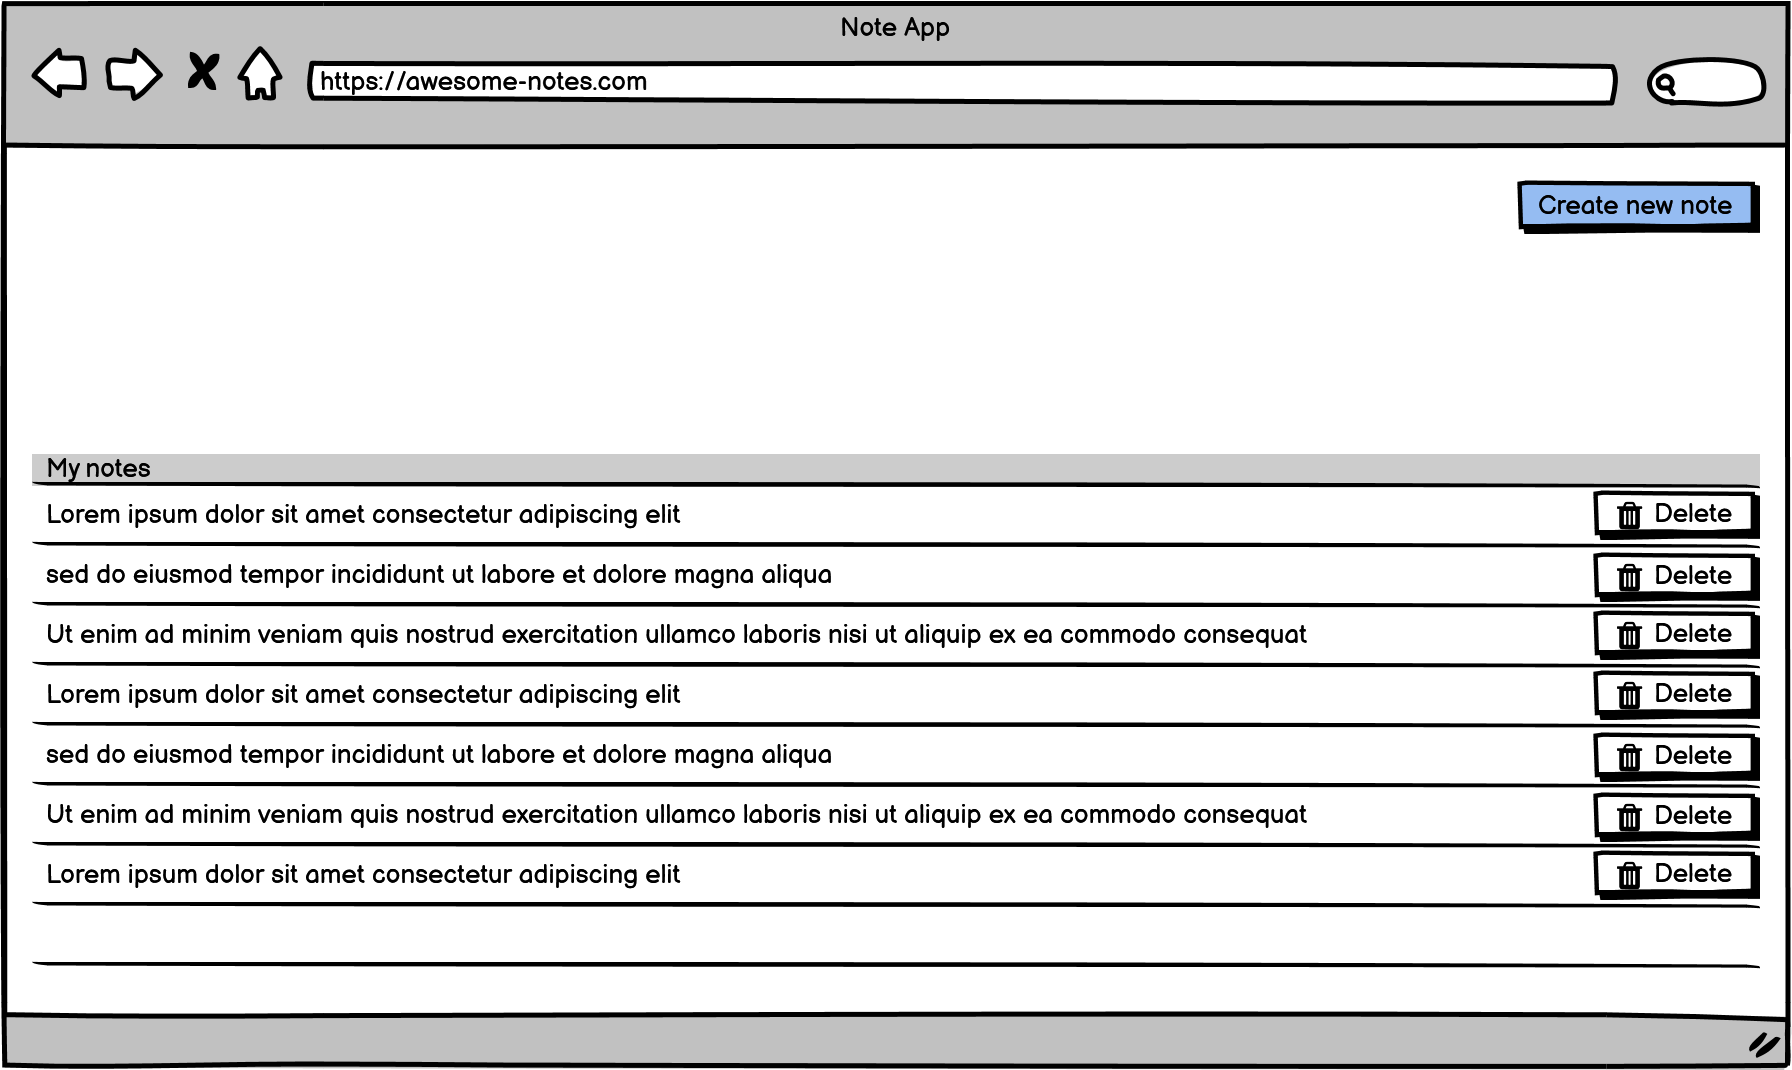 Note App
https://awesome-notes.com
Create new note
My notes
Lorem ipsum dolor sit amet consectetur adipiscing elit Delete
sed do eiusmod tempor incididunt ut labore et dolore magna aliqua Delete
Ut enim ad minim veniam quis nostrud exercitation ullamco laboris nisi ut aliquip ex ea commodo consequat Delete
Lorem ipsum dolor sit amet consectetur adipiscing elit Delete
sed do eiusmod tempor incididunt ut labore et dolore magna aliqua Delete
Ut enim ad minim veniam quis nostrud exercitation ullamco laboris nisi ut aliquip ex ea commodo consequat Delete
Lorem ipsum dolor sit amet consectetur adipiscing elit Delete